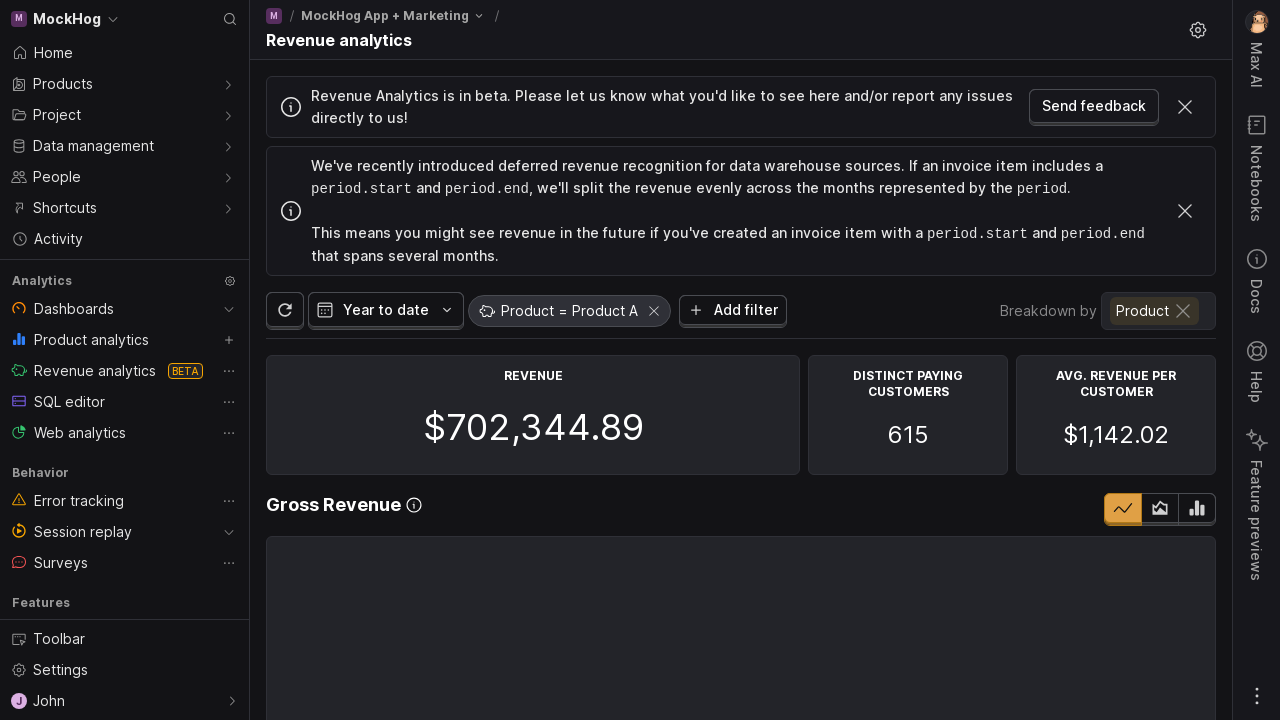 M MockHog
Home
Products
Project
Data management
People
Shortcuts
Activity
Analytics
Dashboards
Product analytics
Revenue analytics BETA
SQL editor
Web analytics
Behavior
Error tracking
Session replay
Surveys
Features
Toolbar
Settings
J John
M / MockHog App + Marketing /
Revenue analytics
Revenue Analytics is in beta. Please let us know what you'd like to see here and/or report any issues
directly to us!
Send feedback
We've recently introduced deferred revenue recognition for data warehouse sources. If an invoice item includes a
period.start and period.end, we'll split the revenue evenly across the months represented by the period.
This means you might see revenue in the future if you've created an invoice item with a period.start and period.end
that spans several months.
Year to date
Product = Product A
Add filter
Breakdown by Product
REVENUE
$702,344.89
DISTINCT PAYING
CUSTOMERS
615
AVG. REVENUE PER
CUSTOMER
$1,142.02
Gross Revenue
Max AI
Notebooks
Docs
Help
Feature previews